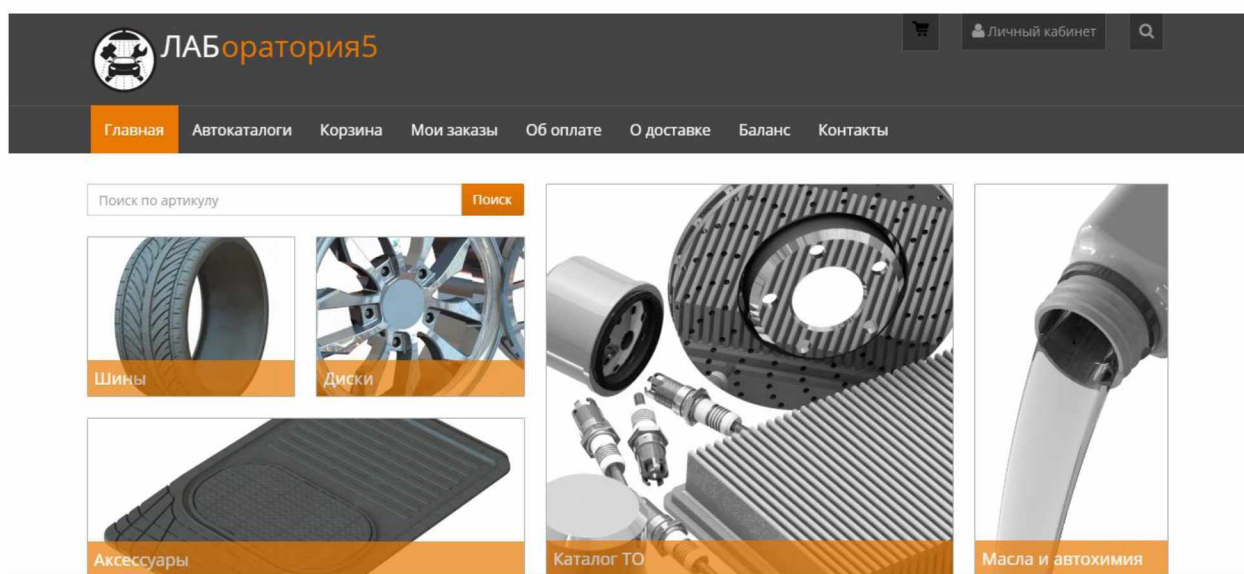 ЛАБоратория5
Личный кабинет
Главная Автокаталоги Корзина Мои заказы Об оплате О доставке Баланс Контакты
Поиск по артикулу Поиск
Шины
Диски
Аксессуары
Каталог ТО
Масла и автохимия